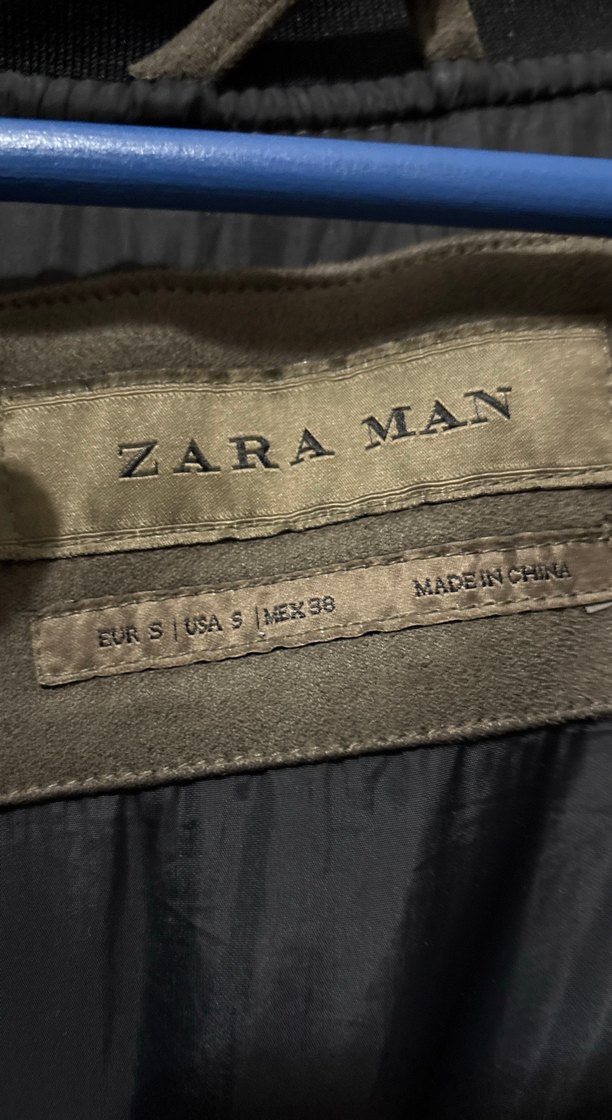 ZARA MAN
EUR S | USA S | MEX 38 MADE IN CHINA